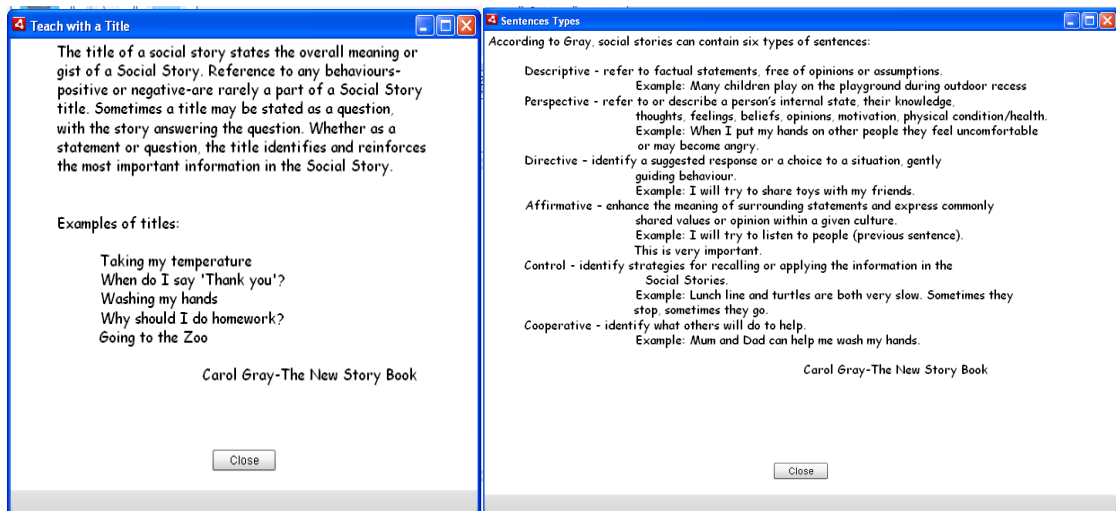 Teach with a Title
The title of a social story states the overall meaning or
gist of a Social Story. Reference to any behaviours-
positive or negative-are rarely a part of a Social Story
title. Sometimes a title may be stated as a question,
with the story answering the question. Whether as a
statement or question, the title identifies and reinforces
the most important information in the Social Story.
Examples of titles:
Taking my temperature
When do I say 'Thank you'?
Washing my hands
Why should I do homework?
Going to the Zoo
Carol Gray-The New Story Book
Close
Sentences Types
According to Gray, social stories can contain six types of sentences:
Descriptive - refer to factual statements, free of opinions or assumptions.
Example: Many children play on the playground during outdoor recess
Perspective - refer to or describe a person's internal state, their knowledge,
thoughts, feelings, beliefs, opinions, motivation, physical condition/health.
Example: When I put my hands on other people they feel uncomfortable
or may become angry.
Directive - identify a suggested response or a choice to a situation, gently
guiding behaviour.
Example: I will try to share toys with my friends.
Affirmative - enhance the meaning of surrounding statements and express commonly
shared values or opinion within a given culture.
Example: I will try to listen to people (previous sentence).
This is very important.
Control - identify strategies for recalling or applying the information in the
Social Stories.
Example: Lunch line and turtles are both very slow. Sometimes they
stop, sometimes they go.
Cooperative - identify what others will do to help.
Example: Mum and Dad can help me wash my hands.
Carol Gray-The New Story Book
Close